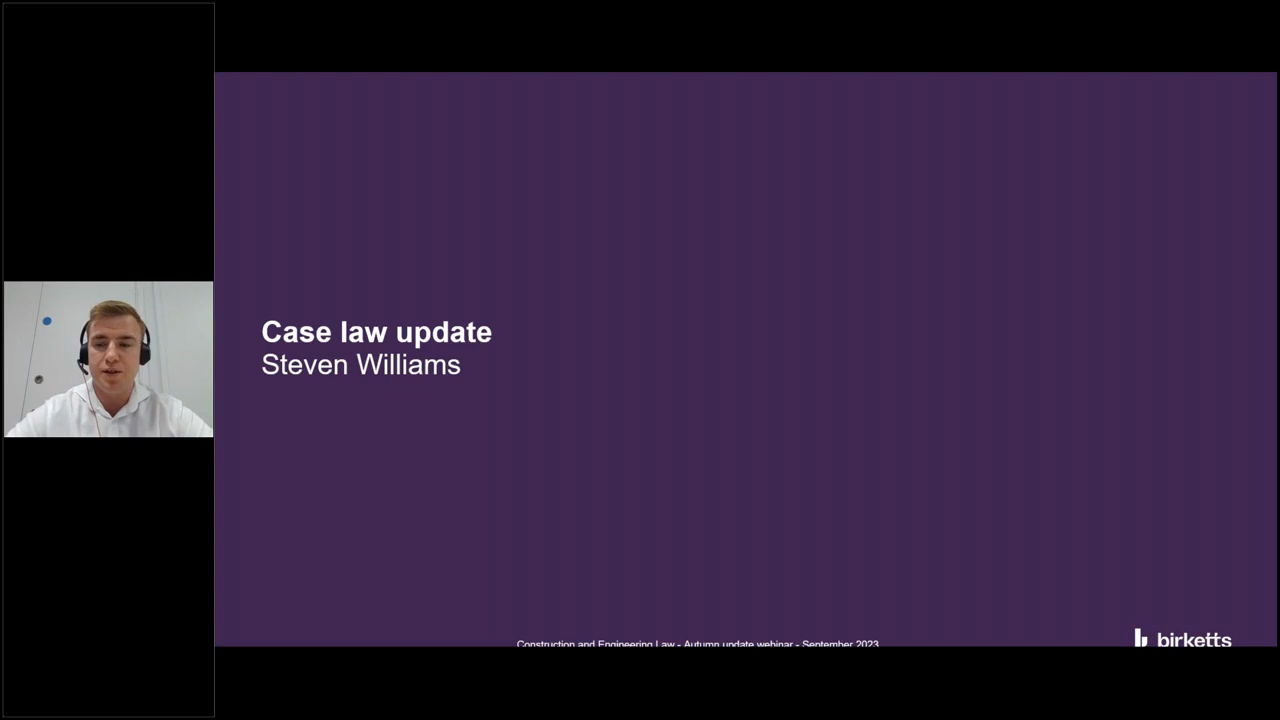 Case law update
Steven Williams
Construction and Engineering Law - Autumn update webinar - September 2023
birketts